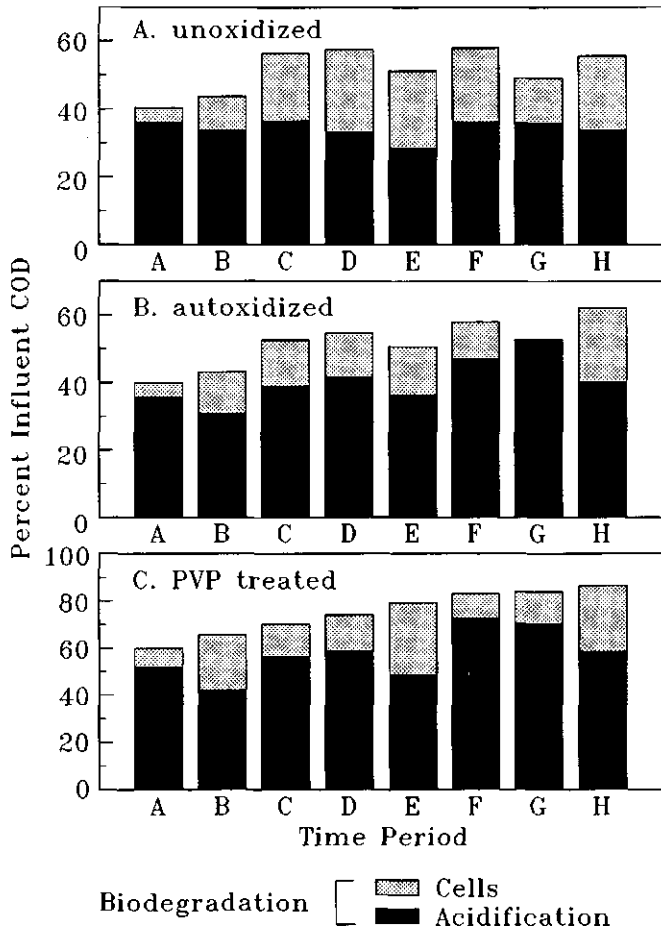 Percent Influent COD
A. unoxidized
60
40
20
0
A B C D E F G H
B. autoxidized
60
40
20
0
A B C D E F G H
C. PVP treated
100
80
60
40
20
0
A B C D E F G H
Time Period
Biodegradation
Cells
Acidification